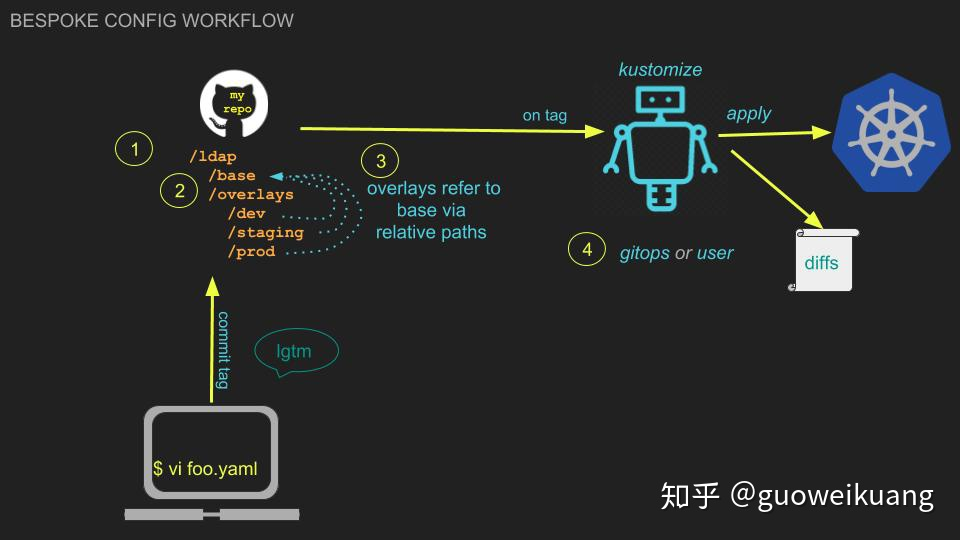 BESPOKE CONFIG WORKFLOW
my
repo
kustomize
on tag
apply
1
/ldap
/base
2
/overlays
/dev
/staging
/prod
3
overlays refer to
base via
relative paths
4
gitops or user
diffs
commit tag
lgtm
$ vi foo.yaml
知乎 @guoweikuang